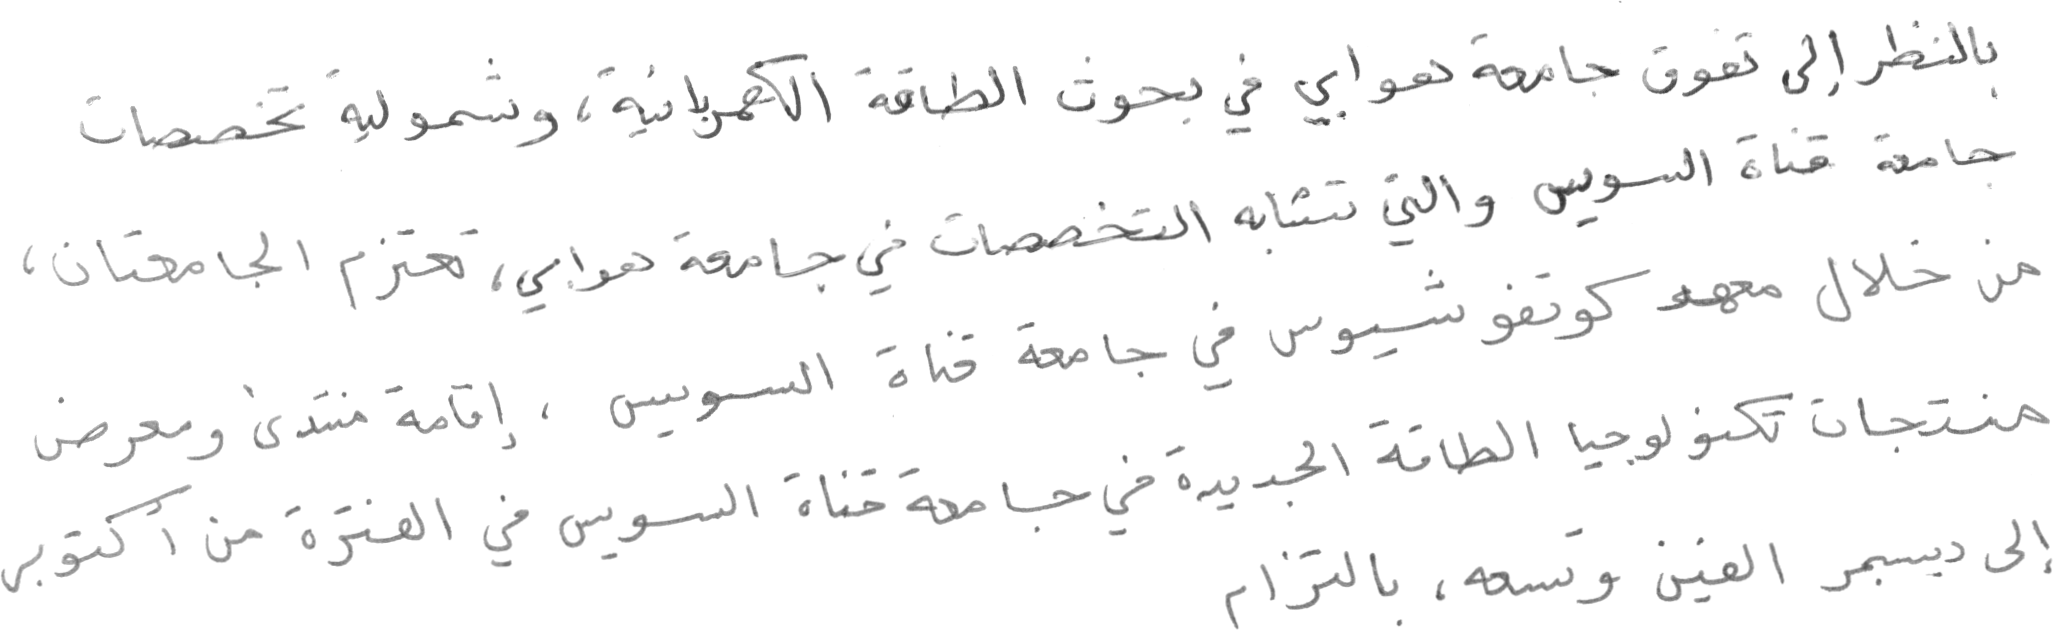 بالنظر إلى تفوق جامعة هوابي في بحوث الطاقة الكهربائية، وشمولية تخصصات
جامعة قناة السويس والتي تتشابه التخصصات في جامعة هوابي، تعتزم الجامعتان،
من خلال معهد كونفوشيوس في جامعة قناة السويس ، إقامة منتدىً ومعرض
منتجات تكنولوجيا الطاقة الجديدة في جامعة قناة السويس في الفترة من أكتوبر
إلى ديسمبر الفين وتسعه، بالتزام